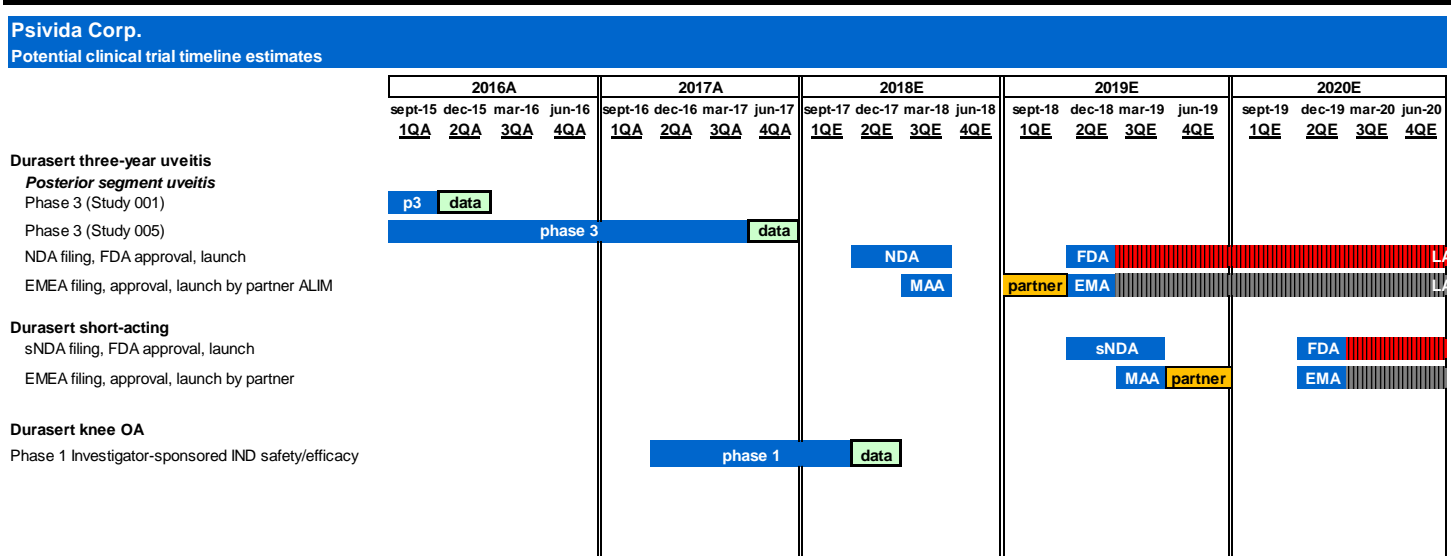 Psivida Corp.
Potential clinical trial timeline estimates
2016A 2017A 2018E 2019E 2020E
sept-15 dec-15 mar-16 jun-16 sept-16 dec-16 mar-17 jun-17 sept-17 dec-17 mar-18 jun-18 sept-18 dec-18 mar-19 jun-19 sept-19 dec-19 mar-20 jun-20
1QA 2QA 3QA 4QA 1QA 2QA 3QA 4QA 1QE 2QE 3QE 4QE 1QE 2QE 3QE 4QE 1QE 2QE 3QE 4QE
Durasert three-year uveitis
Posterior segment uveitis
Phase 3 (Study 001) p3 data
Phase 3 (Study 005) phase 3 data
NDA filing, FDA approval, launch NDA FDA LA
EMEA filing, approval, launch by partner ALIM MAA partner EMA LA
Durasert short-acting
sNDA filing, FDA approval, launch sNDA FDA
EMEA filing, approval, launch by partner MAA partner EMA
Durasert knee OA
Phase 1 Investigator-sponsored IND safety/efficacy phase 1 data